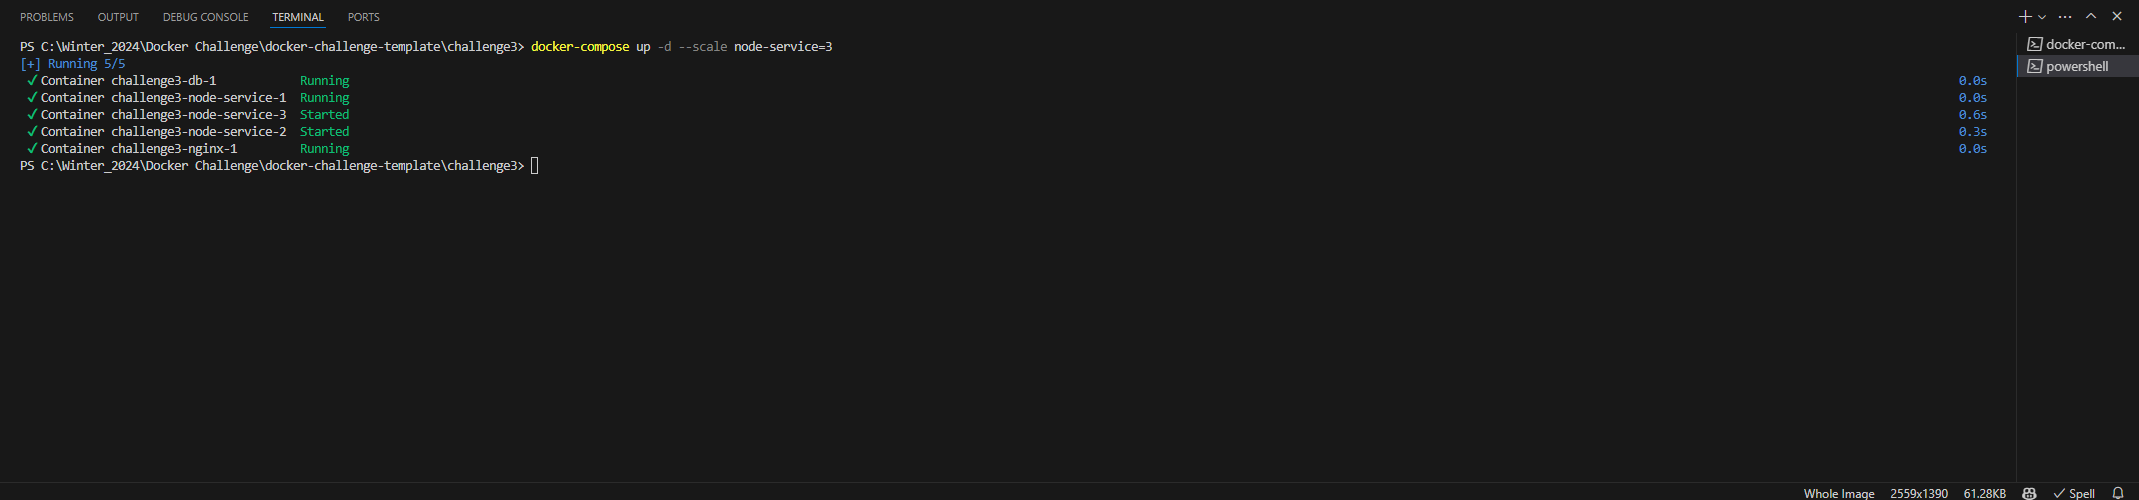 PROBLEMS OUTPUT DEBUG CONSOLE TERMINAL PORTS
PS C:\Winter_2024\Docker Challenge\docker-challenge-template\challenge3> docker-compose up -d --scale node-service=3
[+] Running 5/5
✔ Container challenge3-db-1 Running 0.0s
✔ Container challenge3-node-service-1 Running 0.0s
✔ Container challenge3-node-service-3 Started 0.6s
✔ Container challenge3-node-service-2 Started 0.3s
✔ Container challenge3-nginx-1 Running 0.0s
PS C:\Winter_2024\Docker Challenge\docker-challenge-template\challenge3>
docker-com...
powershell
Whole Image 2559x1390 61.28KB Spell